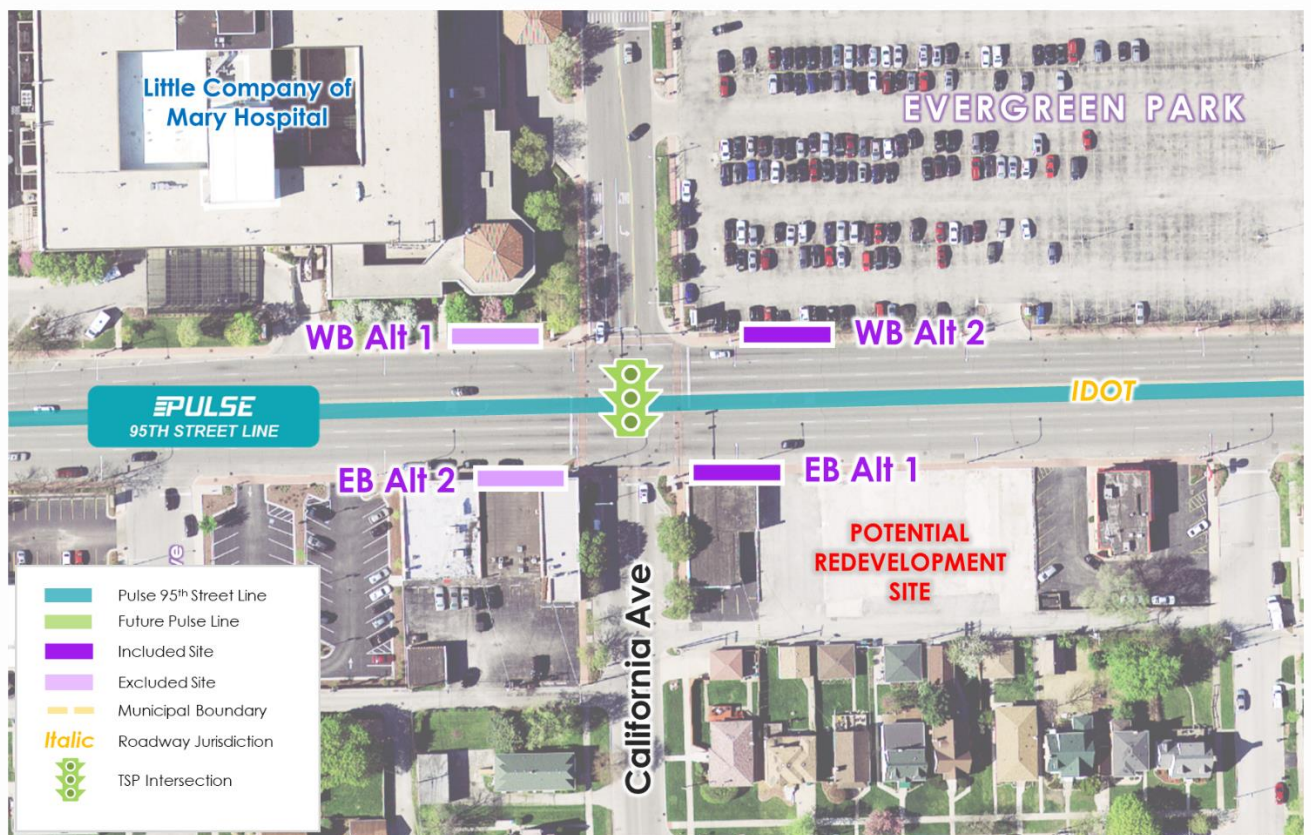 Little Company of
Mary Hospital
EVERGREEN PARK
WB Alt 1
WB Alt 2
PULSE
95TH STREET LINE
IDOT
EB Alt 2
EB Alt 1
POTENTIAL
REDEVELOPMENT
SITE
California Ave
ve
Pulse 95th Street Line
Future Pulse Line
Included Site
Excluded Site
Municipal Boundary
Italic Roadway Jurisdiction
TSP Intersection